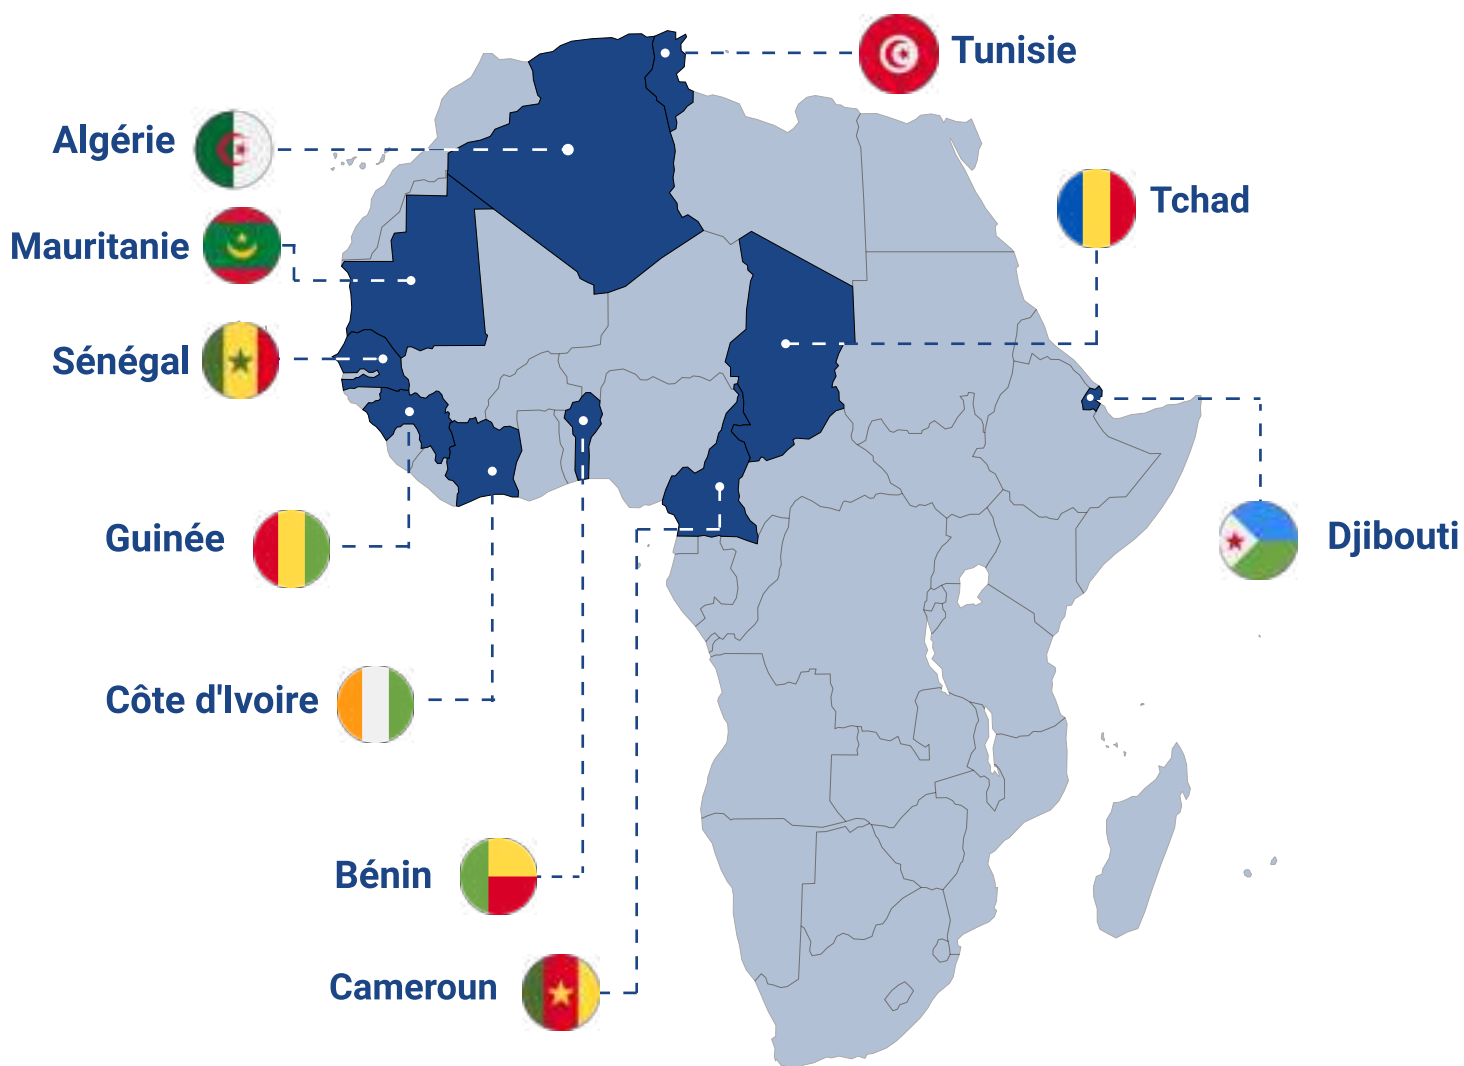 Tunisie
Algérie
Tchad
Mauritanie
Sénégal
Guinée
Djibouti
Côte d'Ivoire
Bénin
Cameroun